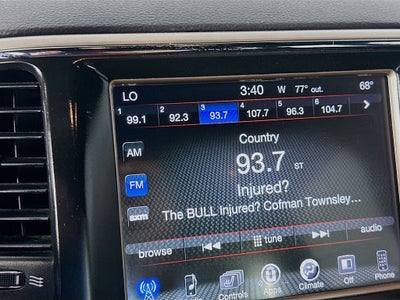 LO 3:40 W 77° out. 68°
1 99.1 2 92.3 3 93.7 4 107.7 5 96.3 6 104.7
Country
AM
93.7 ST
FM
Injured?
sxm
The BULL Injured? Cofman Townsley...
browse tune audio
Controls Apps Climate Off Phone